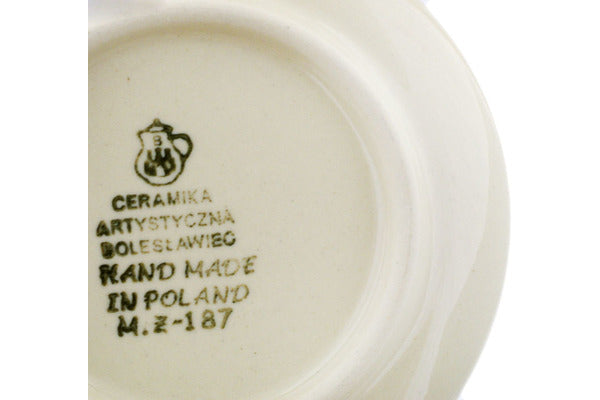 B
CERAMIKA
ARTYSTYCZNA
BOLESŁAWIEC
HAND MADE
IN POLAND
M.Z-187